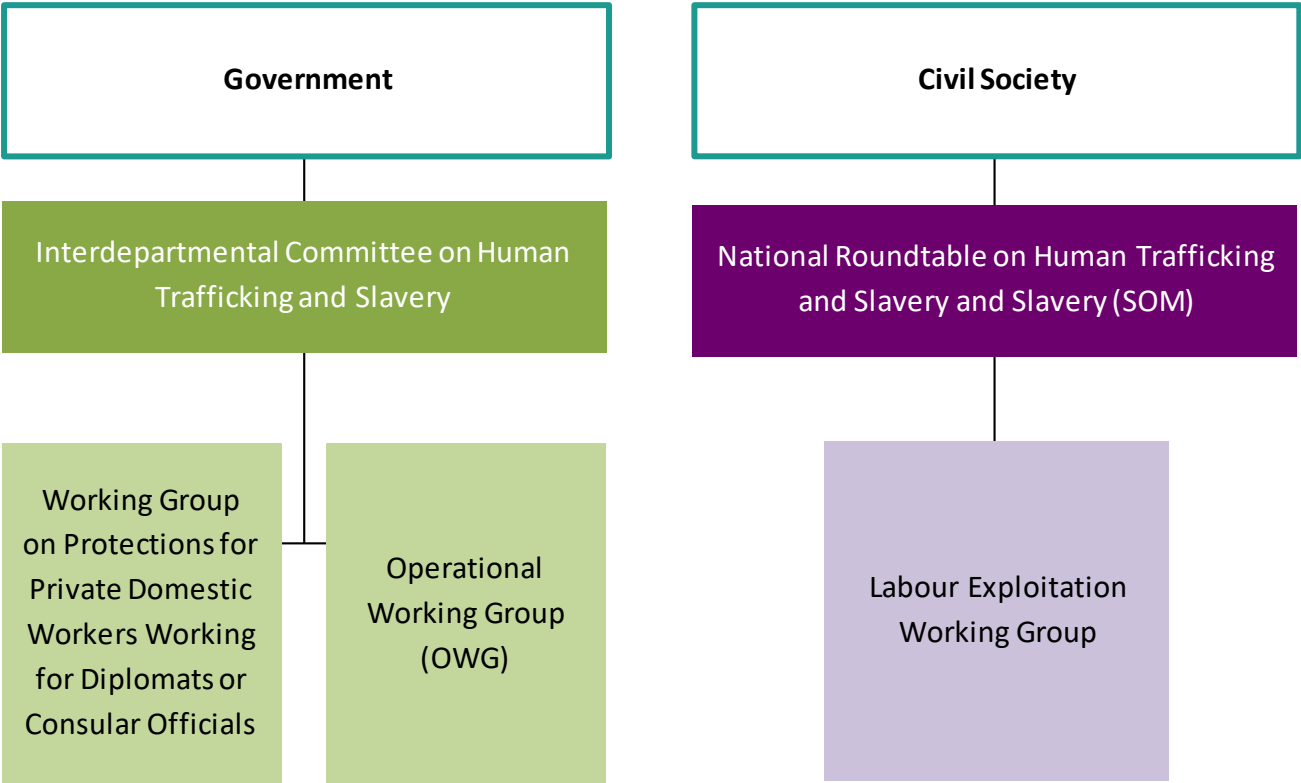 Government
Civil Society
Interdepartmental Committee on Human
Trafficking and Slavery
National Roundtable on Human Trafficking
and Slavery and Slavery (SOM)
Working Group
on Protections for
Private Domestic
Workers Working
for Diplomats or
Consular Officials
Operational
Working Group
(OWG)
Labour Exploitation
Working Group